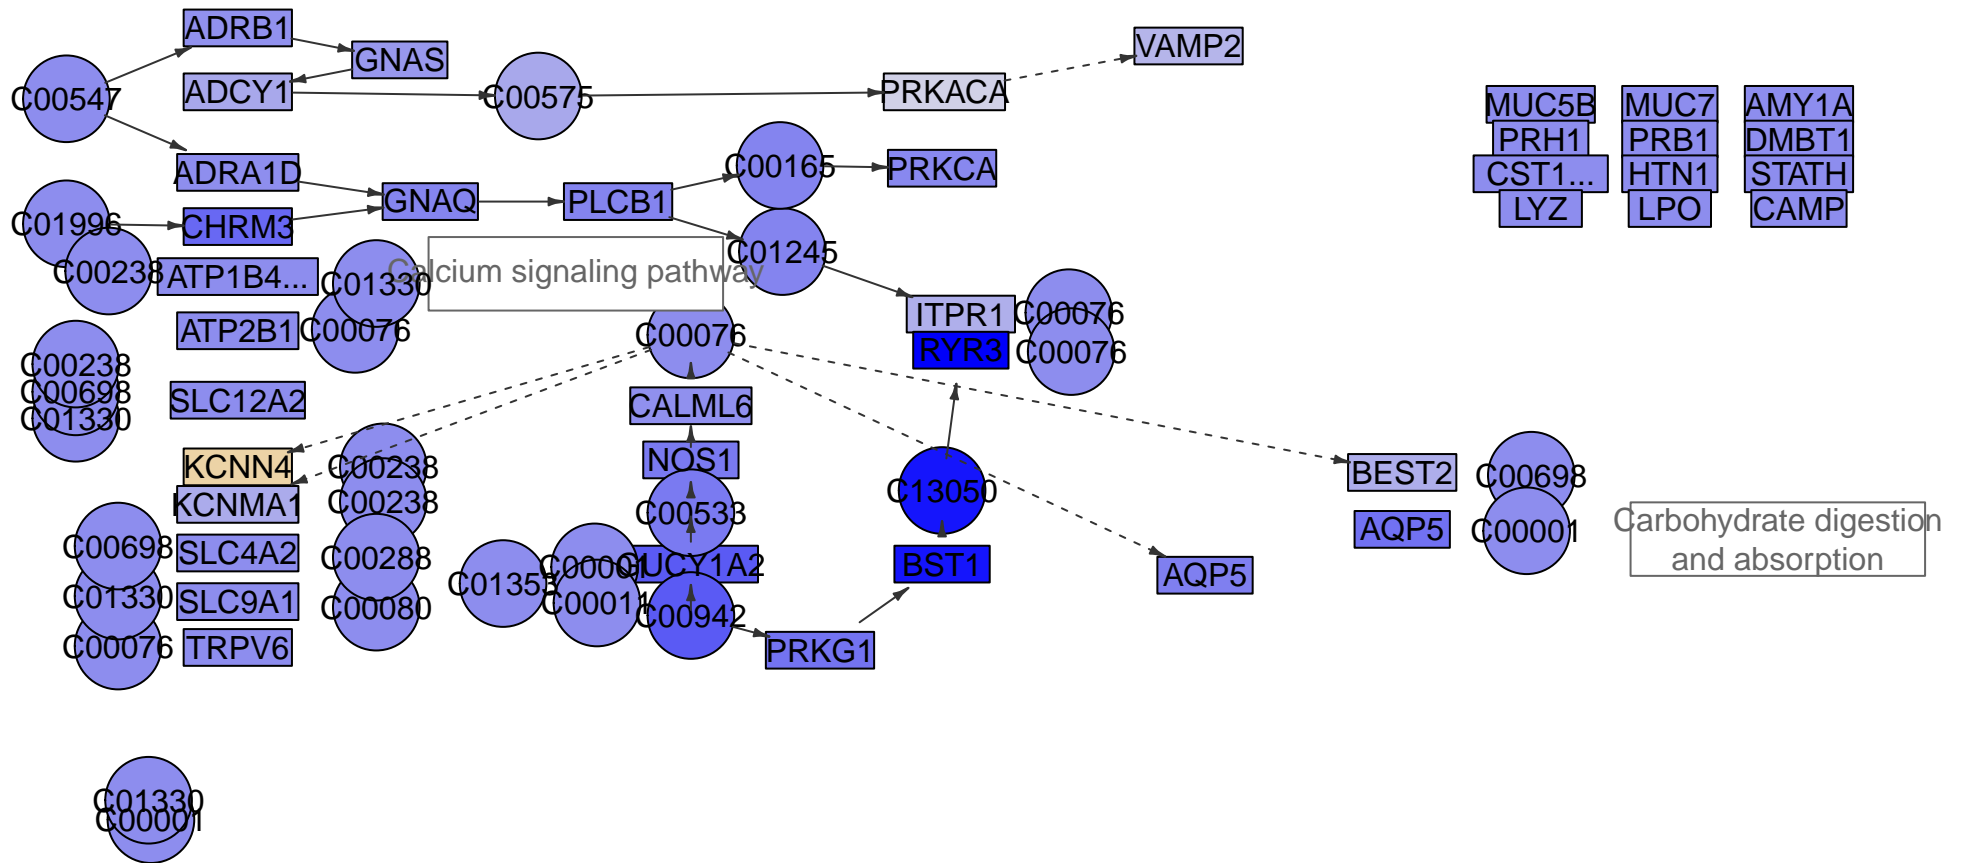 ADRB1
GNAS
VAMP2
C00547
ADCY1
C00575
PRKACA
MUC5B
MUC7
AMY1A
PRH1
PRB1
DMBT1
CST1...
HTN1
STATH
LYZ
LPO
CAMP
ADRA1D
C00165
PRKCA
GNAQ
PLCB1
C01996
CHRM3
C01245
C00238
ATP1B4...
C01330
Calcium signaling pathway
ATP2B1
C00076
C00076
ITPR1
C00076
RYR3
C00076
C00238
C00698
C01330
SLC12A2
CALML6
KCNN4
C00238
NOS1
BEST2
C00698
KCNMA1
C00238
C00533
C13050
AQP5
C00001
Carbohydrate digestion
and absorption
C00698
SLC4A2
C00288
C01353
C00001
GUCY1A2
BST1
AQP5
C01330
SLC9A1
C00080
C00011
C00942
C00076
TRPV6
PRKG1
C01330
C00001